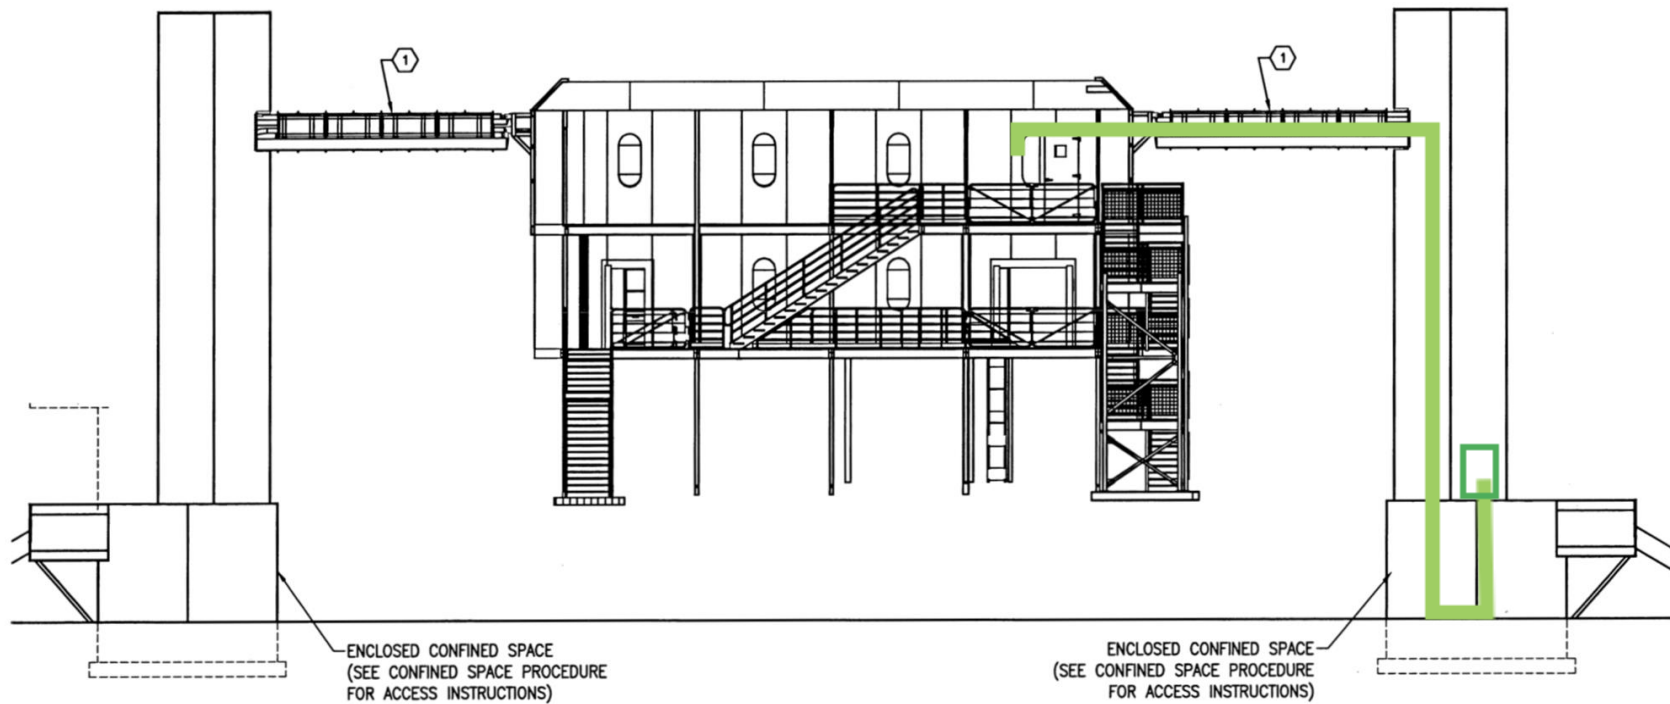 1
1
ENCLOSED CONFINED SPACE
(SEE CONFINED SPACE PROCEDURE
FOR ACCESS INSTRUCTIONS)
ENCLOSED CONFINED SPACE
(SEE CONFINED SPACE PROCEDURE
FOR ACCESS INSTRUCTIONS)